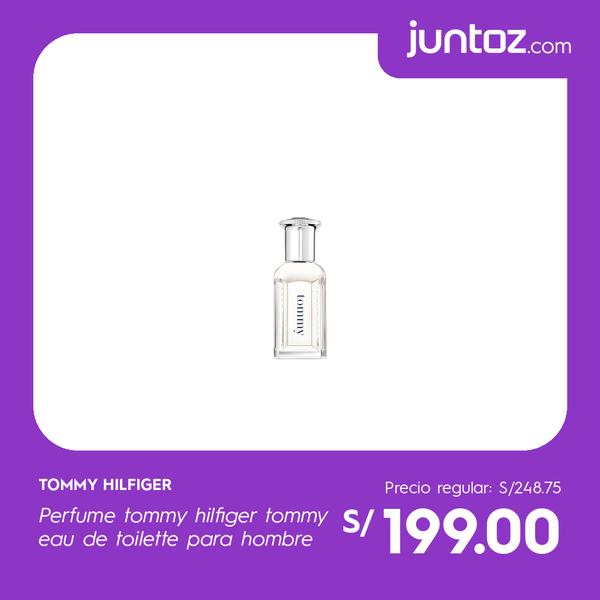 juntoz.com
tommy
TOMMY HILFIGER
Perfume tommy hilfiger tommy
eau de toilette para hombre
Precio regular: S/248.75
S/ 199.00